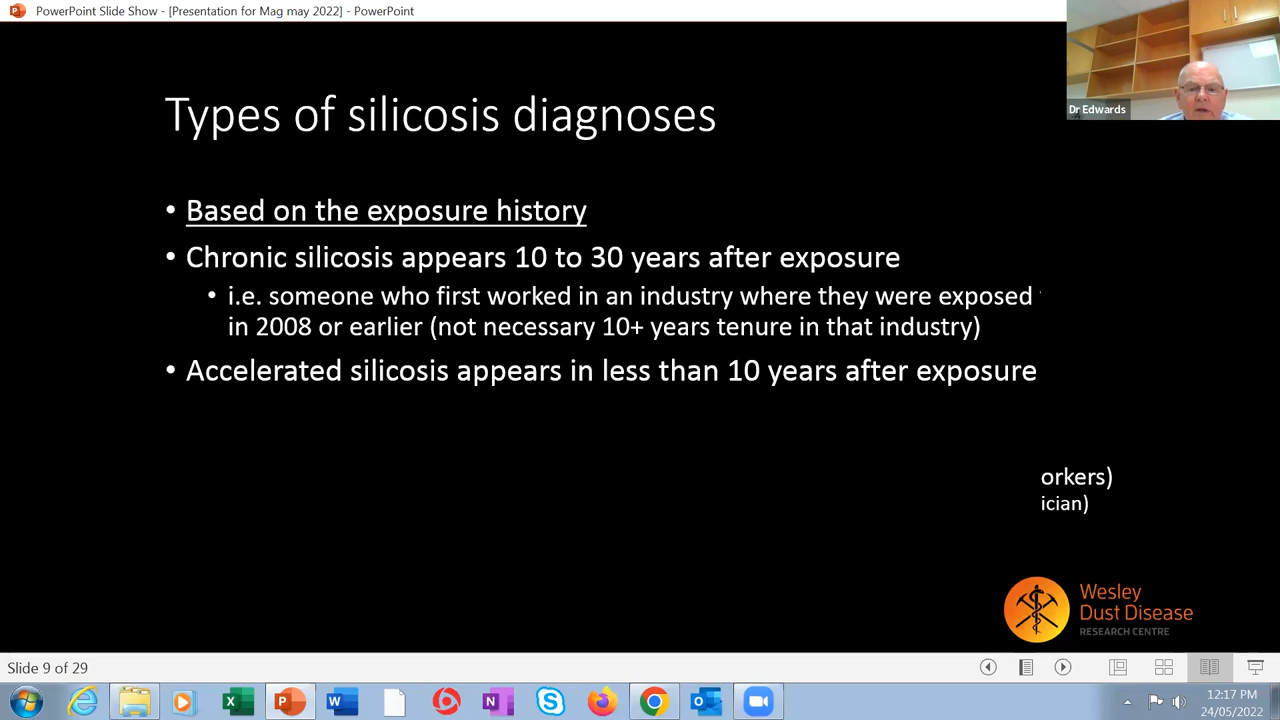 PowerPoint Slide Show - [Presentation for Mag may 2022] - PowerPoint
Dr Edwards
Types of silicosis diagnoses
• Based on the exposure history
• Chronic silicosis appears 10 to 30 years after exposure
• i.e. someone who first worked in an industry where they were exposed
in 2008 or earlier (not necessary 10+ years tenure in that industry)
• Accelerated silicosis appears in less than 10 years after exposure
orkers)
ician)
Wesley
Dust Disease
RESEARCH CENTRE
Slide 9 of 29
12:17 PM
24/05/2022